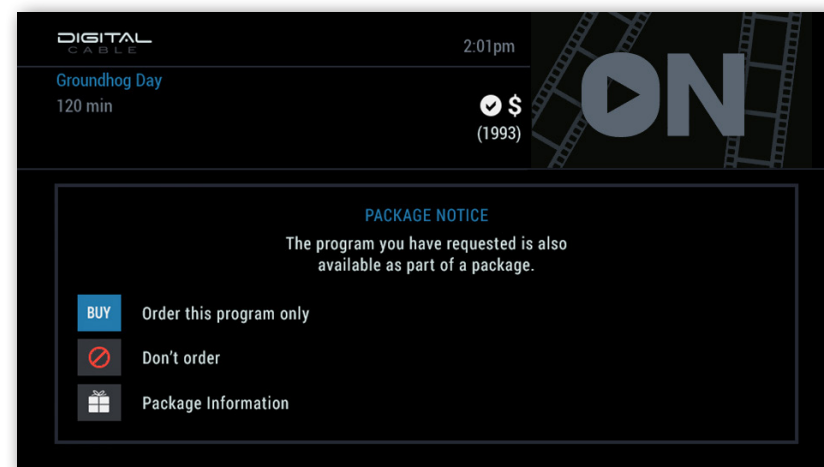 DIGITAL
CABLE
2:01pm
Groundhog Day
120 min
$
(1993)
ON
PACKAGE NOTICE
The program you have requested is also
available as part of a package.
BUY Order this program only
Don't order
Package Information